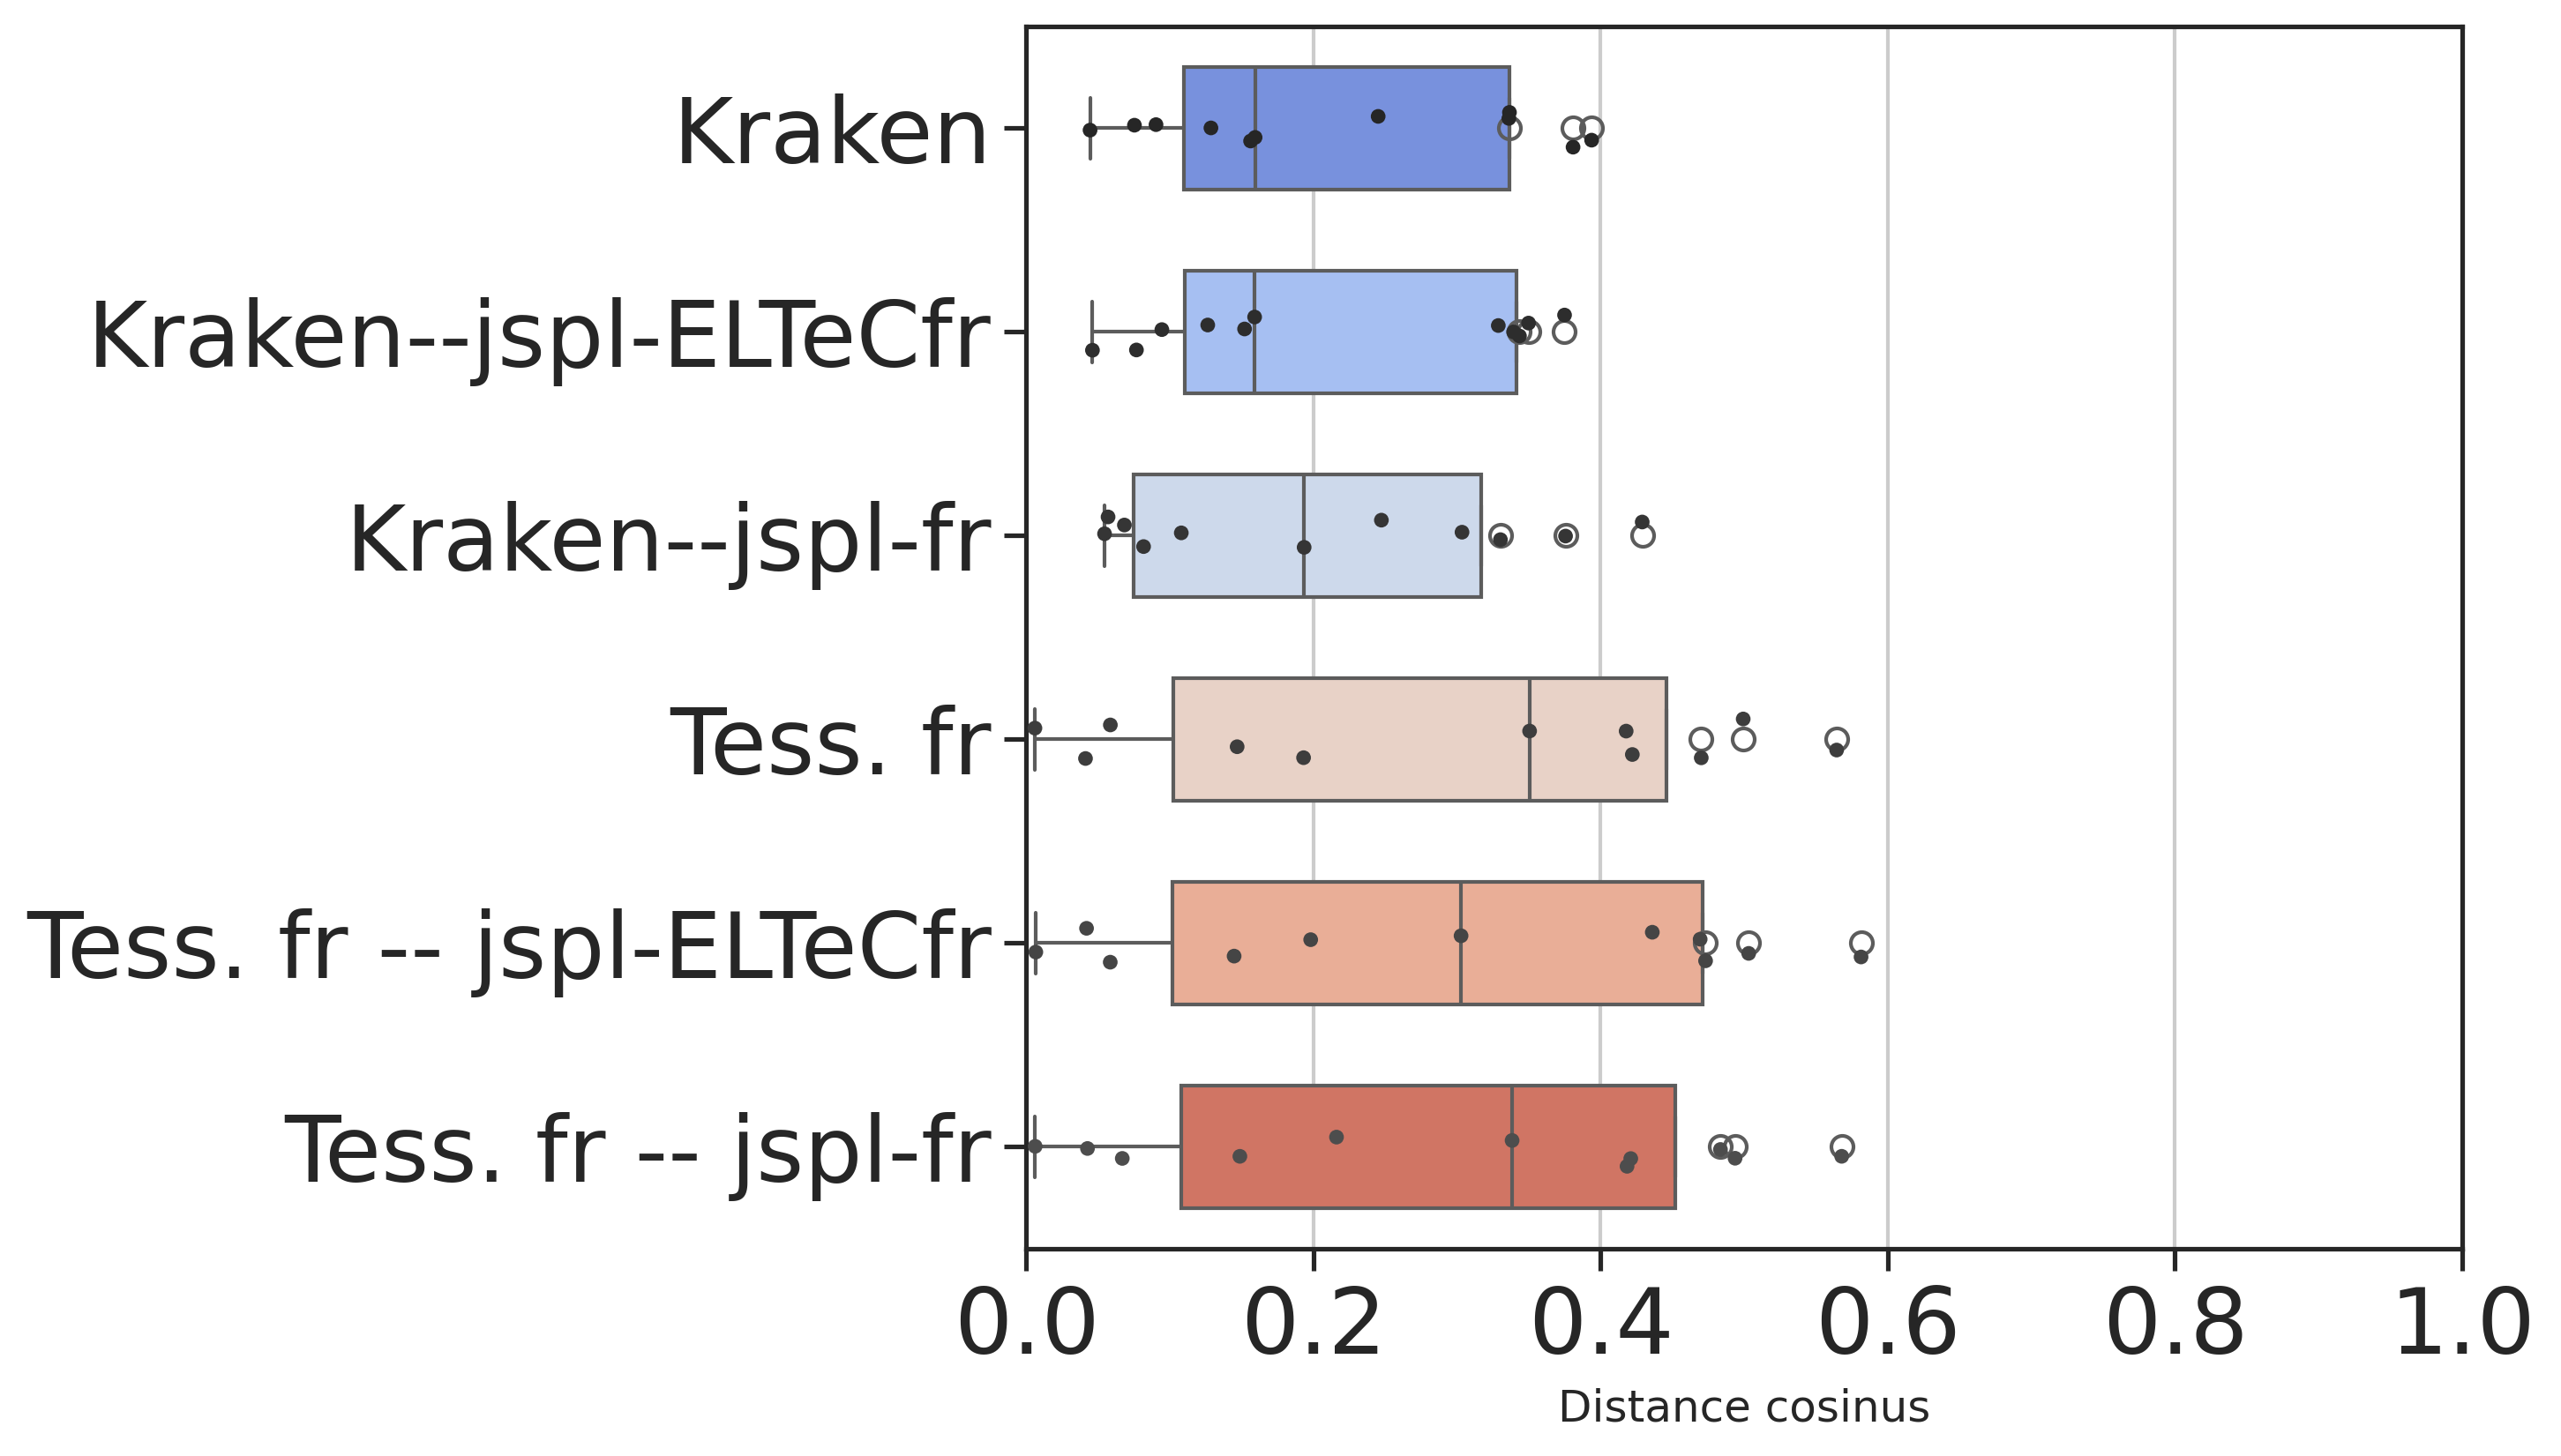 Kraken
Kraken--jspl-ELTeCfr
Kraken--jspl-fr
Tess. fr
Tess. fr -- jspl-ELTeCfr
Tess. fr -- jspl-fr
0.0 0.2 0.4 0.6 0.8 1.0
Distance cosinus